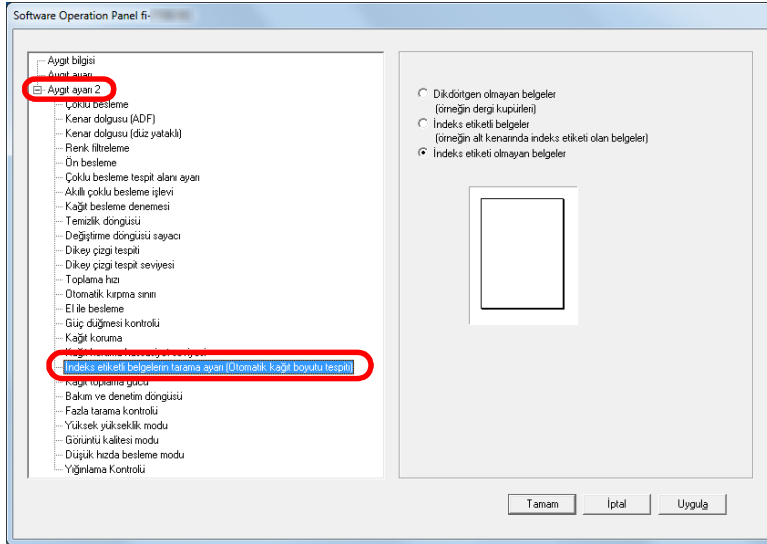 Software Operation Panel fi-
Aygıt bilgisi
Aygıt ayarı
Aygıt ayarı 2
Çoklu besleme
Kenar dolgusu (ADF)
Kenar dolgusu (düz yataklı)
Renk filtreleme
Ön besleme
Çoklu besleme tespit alanı ayarı
Akıllı çoklu besleme işlevi
Kağıt besleme denemesi
Temizlik döngüsü
Değiştirme döngüsü sayacı
Dikey çizgi tespiti
Dikey çizgi tespit seviyesi
Toplama hızı
Otomatik kırpma sınırı
El ile besleme
Güç düğmesi kontrolü
Kağıt koruma
Kağıt koruma hassasiyet seviyesi
İndeks etiketli belgelerin tarama ayarı (Otomatik kağıt boyutu tespiti)
Kağıt toplama gücü
Bakım ve denetim döngüsü
Fazla tarama kontrolü
Yüksek yükseklik modu
Görüntü kalitesi modu
Düşük hızda besleme modu
Yığınlama Kontrolü
Dikdörtgen olmayan belgeler
(örneğin dergi kupürleri)
İndeks etiketli belgeler
(örneğin alt kenarında indeks etiketi olan belgeler)
İndeks etiketi olmayan belgeler
Tamam İptal Uygula